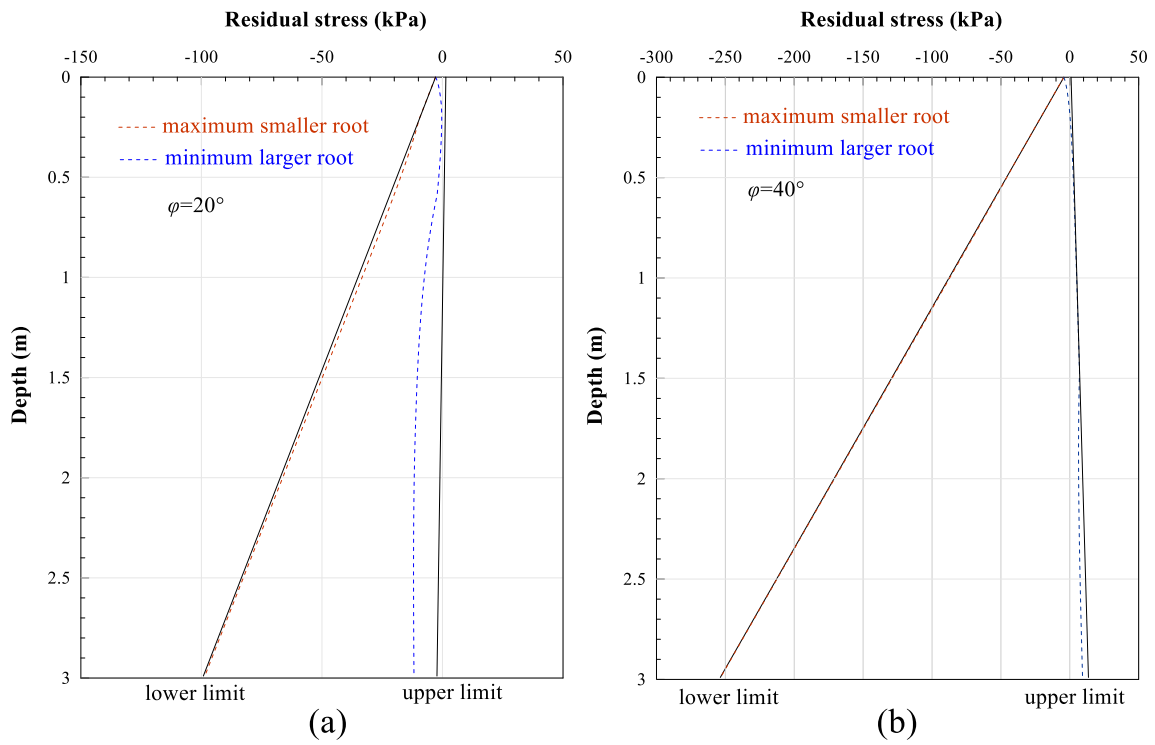 Residual stress (kPa)
-150 -100 -50 0 50
0
0.5
1
1.5
2
2.5
3
Depth (m)
maximum smaller root
minimum larger root
φ=20°
lower limit
upper limit
(a)
Residual stress (kPa)
-300 -250 -200 -150 -100 -50 0 50
0
0.5
1
1.5
2
2.5
3
Depth (m)
maximum smaller root
minimum larger root
φ=40°
lower limit
upper limit
(b)